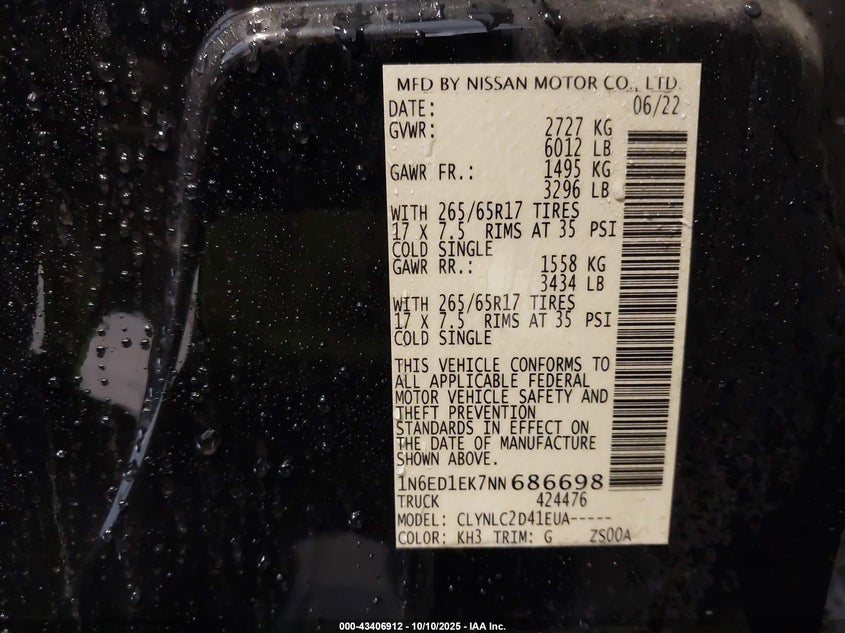 MFD BY NISSAN MOTOR CO., LTD.
DATE: 06/22
GVWR: 2727 KG
6012 LB
GAWR FR.: 1495 KG
3296 LB
WITH 265/65R17 TIRES
17 X 7.5 RIMS AT 35 PSI
COLD SINGLE
GAWR RR.: 1558 KG
3434 LB
WITH 265/65R17 TIRES
17 X 7.5 RIMS AT 35 PSI
COLD SINGLE
THIS VEHICLE CONFORMS TO
ALL APPLICABLE FEDERAL
MOTOR VEHICLE SAFETY AND
THEFT PREVENTION
STANDARDS IN EFFECT ON
THE DATE OF MANUFACTURE
SHOWN ABOVE.
1N6ED1EK7NN686698
TRUCK 424476
MODEL: CLYNLC2D41EUA-----
COLOR: KH3 TRIM: G ZS00A
000-43406912 - 10/10/2025 - IAA Inc.